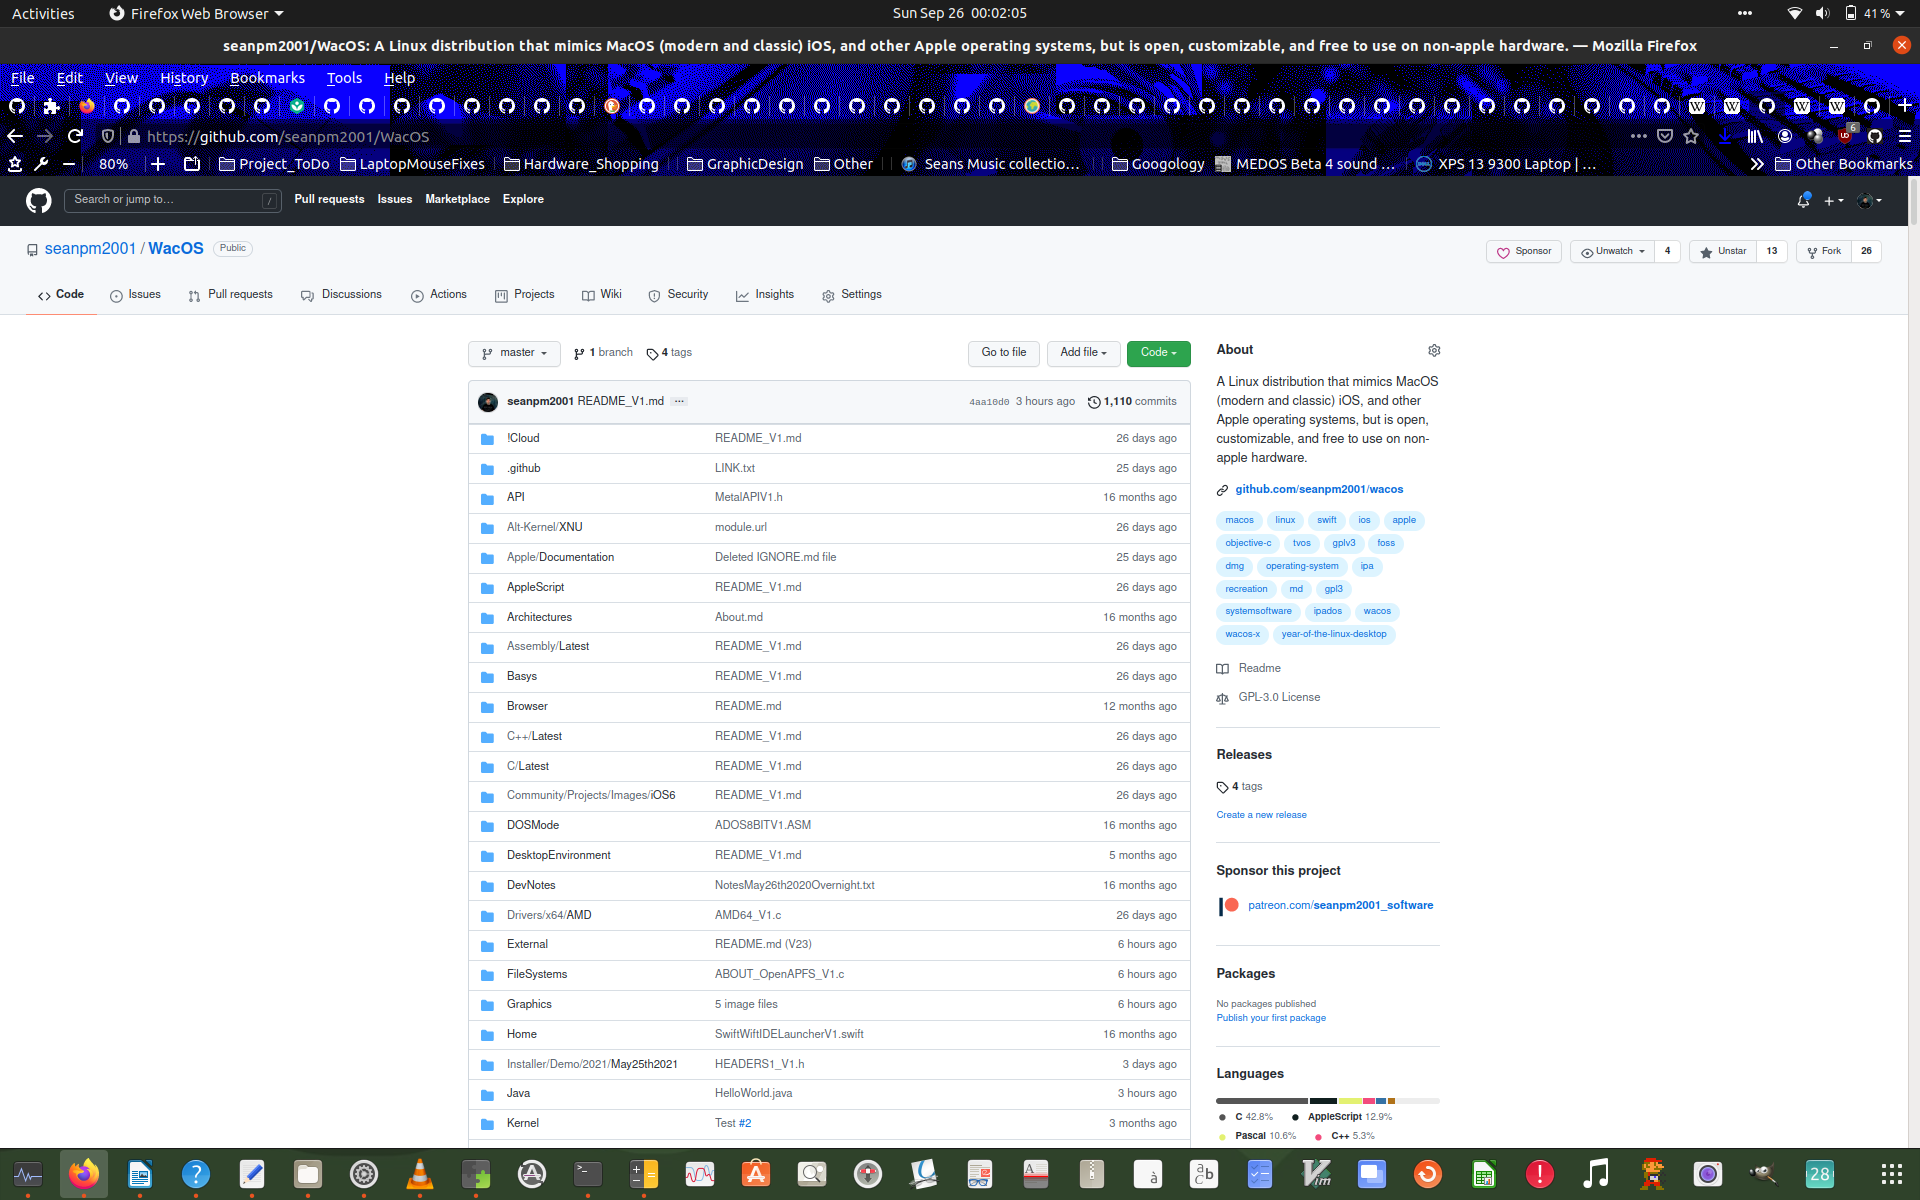 Activities Firefox Web Browser Sun Sep 26 00:02:05 41 %
seanpm2001/WacOS: A Linux distribution that mimics MacOS (modern and classic) iOS, and other Apple operating systems, but is open, customizable, and free to use on non-apple hardware. — Mozilla Firefox
File Edit View History Bookmarks Tools Help
https://github.com/seanpm2001/WacOS 6
80% Project_ToDo LaptopMouseFixes Hardware_Shopping GraphicDesign Other Seans Music collectio… Googology MEDOS Beta 4 sound … XPS 13 9300 Laptop | … Other Bookmarks
Search or jump to… / Pull requests Issues Marketplace Explore
seanpm2001 / WacOS Public Sponsor Unwatch 4 Unstar 13 Fork 26
Code Issues Pull requests Discussions Actions Projects Wiki Security Insights Settings
master 1 branch 4 tags Go to file Add file Code
seanpm2001 README_V1.md ... 4aa10d0 3 hours ago 1,110 commits
!Cloud README_V1.md 26 days ago
.github LINK.txt 25 days ago
API MetalAPIV1.h 16 months ago
Alt-Kernel/XNU module.url 26 days ago
Apple/Documentation Deleted IGNORE.md file 25 days ago
AppleScript README_V1.md 26 days ago
Architectures About.md 16 months ago
Assembly/Latest README_V1.md 26 days ago
Basys README_V1.md 26 days ago
Browser README.md 12 months ago
C++/Latest README_V1.md 26 days ago
C/Latest README_V1.md 26 days ago
Community/Projects/Images/iOS6 README_V1.md 26 days ago
DOSMode ADOS8BITV1.ASM 16 months ago
DesktopEnvironment README_V1.md 5 months ago
DevNotes NotesMay26th2020Overnight.txt 16 months ago
Drivers/x64/AMD AMD64_V1.c 26 days ago
External README.md (V23) 6 hours ago
FileSystems ABOUT_OpenAPFS_V1.c 6 hours ago
Graphics 5 image files 6 hours ago
Home SwiftWiftIDELauncherV1.swift 16 months ago
Installer/Demo/2021/May25th2021 HEADERS1_V1.h 3 days ago
Java HelloWorld.java 3 hours ago
Kernel Test #2 3 months ago
About
A Linux distribution that mimics MacOS
(modern and classic) iOS, and other
Apple operating systems, but is open,
customizable, and free to use on non-
apple hardware.
github.com/seanpm2001/wacos
macos linux swift ios apple
objective-c tvos gplv3 foss
dmg operating-system ipa
recreation md gpl3
systemsoftware ipados wacos
wacos-x year-of-the-linux-desktop
Readme
GPL-3.0 License
Releases
4 tags
Create a new release
Sponsor this project
patreon.com/seanpm2001_software
Packages
No packages published
Publish your first package
Languages
C 42.8% AppleScript 12.9%
Pascal 10.6% C++ 5.3%
28